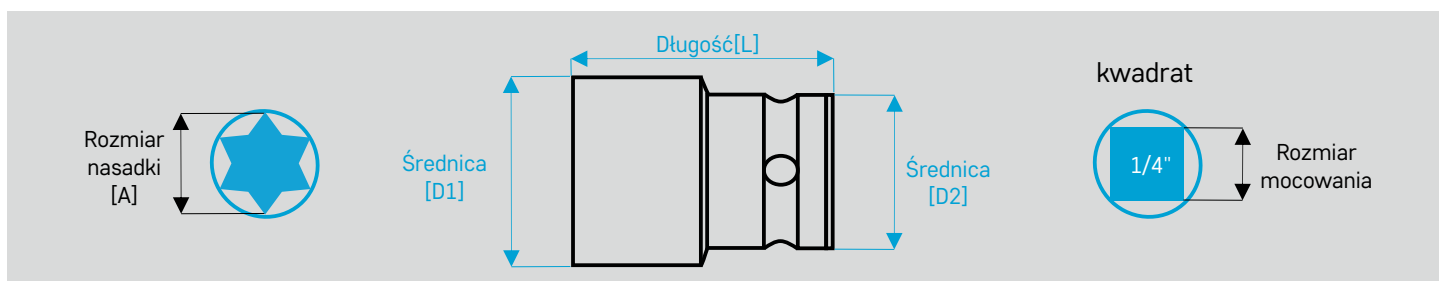 Rozmiar
nasadki
[A]
Długość[L]
Średnica
[D1]
Średnica
[D2]
kwadrat
1/4"
Rozmiar
mocowania